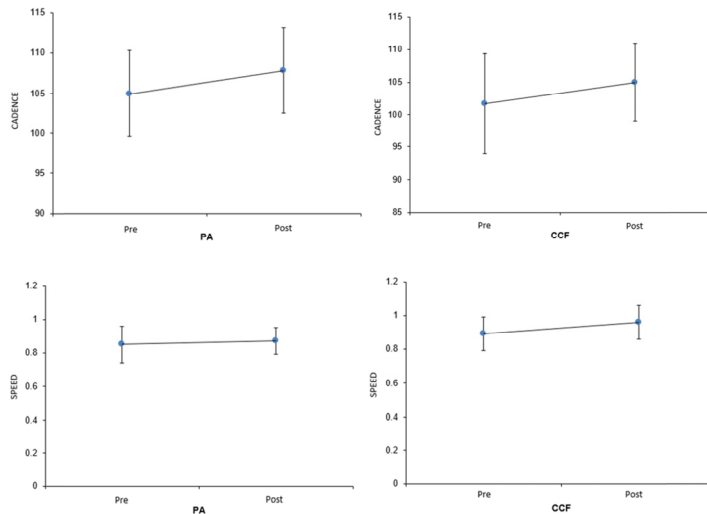 115
110
105
100
95
90
CADENCE
Pre
Post
PA
115
110
105
100
95
90
85
CADENCE
Pre
Post
CCF
1.2
1
0.8
0.6
0.4
0.2
0
SPEED
Pre
Post
PA
1.2
1
0.8
0.6
0.4
0.2
0
SPEED
Pre
Post
CCF